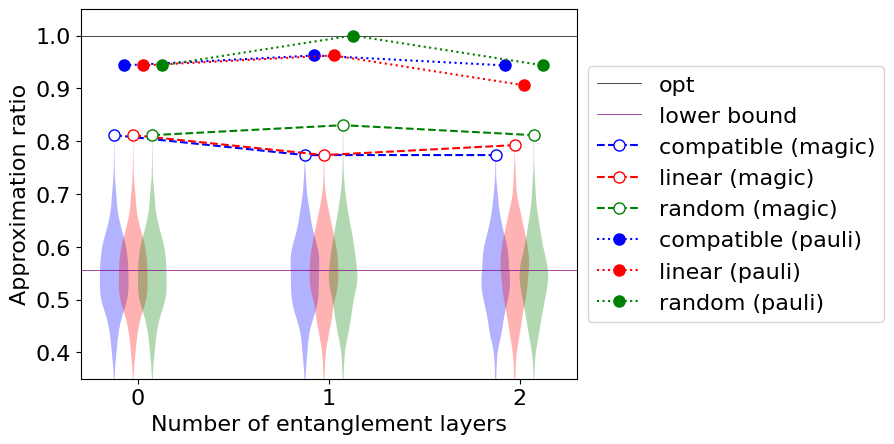 1.0
0.9
0.8
0.7
0.6
0.5
0.4
Approximation ratio
0 1 2
Number of entanglement layers
opt
lower bound
compatible (magic)
linear (magic)
random (magic)
compatible (pauli)
linear (pauli)
random (pauli)